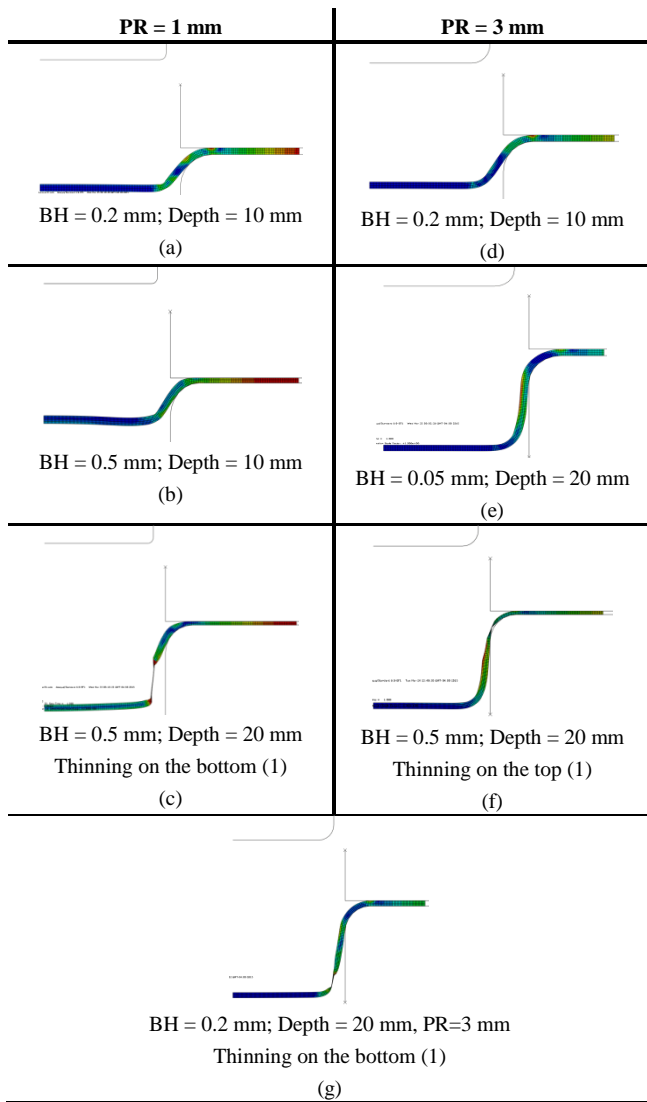 PR = 1 mm
PR = 3 mm
BH = 0.2 mm; Depth = 10 mm
(a)
BH = 0.2 mm; Depth = 10 mm
(d)
BH = 0.5 mm; Depth = 10 mm
(b)
BH = 0.05 mm; Depth = 20 mm
(e)
BH = 0.5 mm; Depth = 20 mm
Thinning on the bottom (1)
(c)
BH = 0.5 mm; Depth = 20 mm
Thinning on the top (1)
(f)
BH = 0.2 mm; Depth = 20 mm, PR=3 mm
Thinning on the bottom (1)
(g)